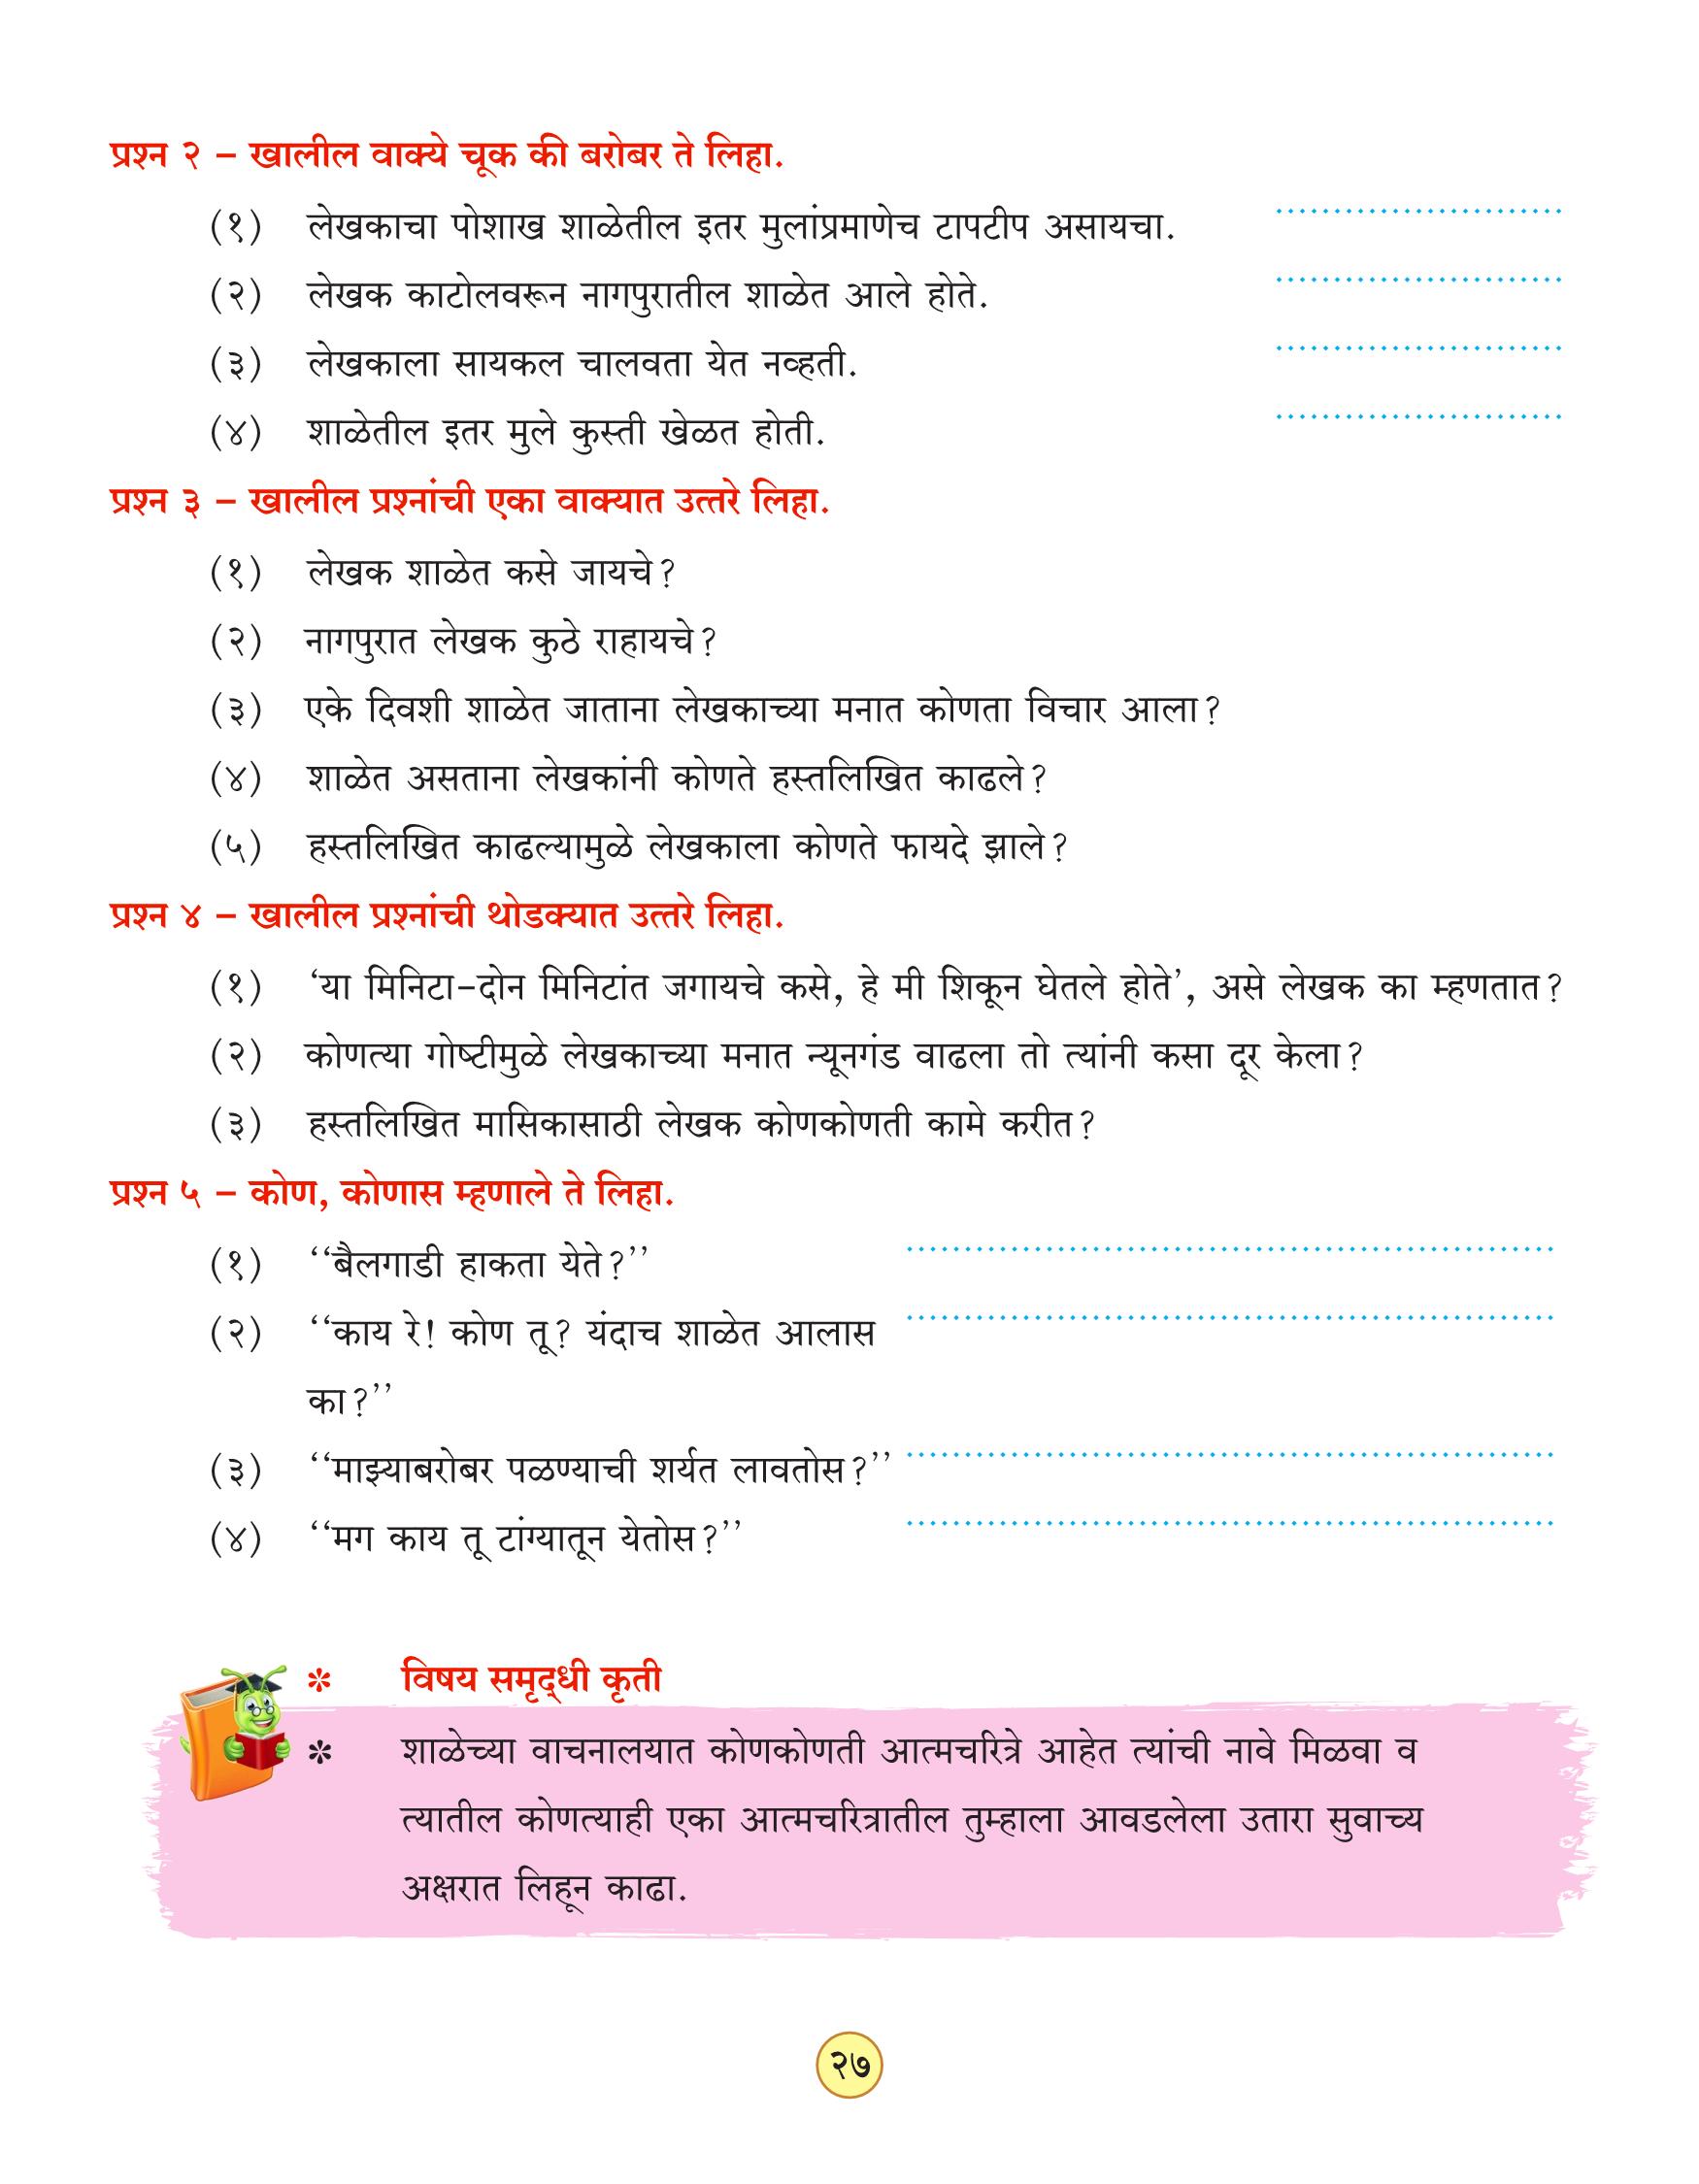 प्रश्न २ – खालील वाक्ये चूक की बरोबर ते लिहा.
(१) लेखकाचा पोशाख शाळेतील इतर मुलांप्रमाणेच टापटीप असायचा. ........................
(२) लेखक काटोलवरून नागपुरातील शाळेत आले होते. ........................
(३) लेखकाला सायकल चालवता येत नव्हती. ........................
(४) शाळेतील इतर मुले कुस्ती खेळत होती. ........................
प्रश्न ३ – खालील प्रश्नांची एका वाक्यात उत्तरे लिहा.
(१) लेखक शाळेत कसे जायचे?
(२) नागपुरात लेखक कुठे राहायचे?
(३) एके दिवशी शाळेत जाताना लेखकाच्या मनात कोणता विचार आला?
(४) शाळेत असताना लेखकांनी कोणते हस्तलिखित काढले?
(५) हस्तलिखित काढल्यामुळे लेखकाला कोणते फायदे झाले?
प्रश्न ४ – खालील प्रश्नांची थोडक्यात उत्तरे लिहा.
(१) ‘या मिनिटा-दोन मिनिटांत जगायचे कसे, हे मी शिकून घेतले होते’, असे लेखक का म्हणतात?
(२) कोणत्या गोष्टीमुळे लेखकाच्या मनात न्यूनगंड वाढला तो त्यांनी कसा दूर केला?
(३) हस्तलिखित मासिकासाठी लेखक कोणकोणती कामे करीत?
प्रश्न ५ – कोण, कोणास म्हणाले ते लिहा.
(१) ‘‘बैलगाडी हाकता येते?’’ ........................
(२) ‘‘काय रे! कोण तू? यंदाच शाळेत आलास ........................
का?’’
(३) ‘‘माझ्याबरोबर पळण्याची शर्यत लावतोस?’’ ........................
(४) ‘‘मग काय तू टांग्यातून येतोस?’’ ........................
* विषय समृद्धी कृती
* शाळेच्या वाचनालयात कोणकोणती आत्मचरित्रे आहेत त्यांची नावे मिळवा व
त्यातील कोणत्याही एका आत्मचरित्रातील तुम्हाला आवडलेला उतारा सुवाच्य
अक्षरात लिहून काढा.
२७